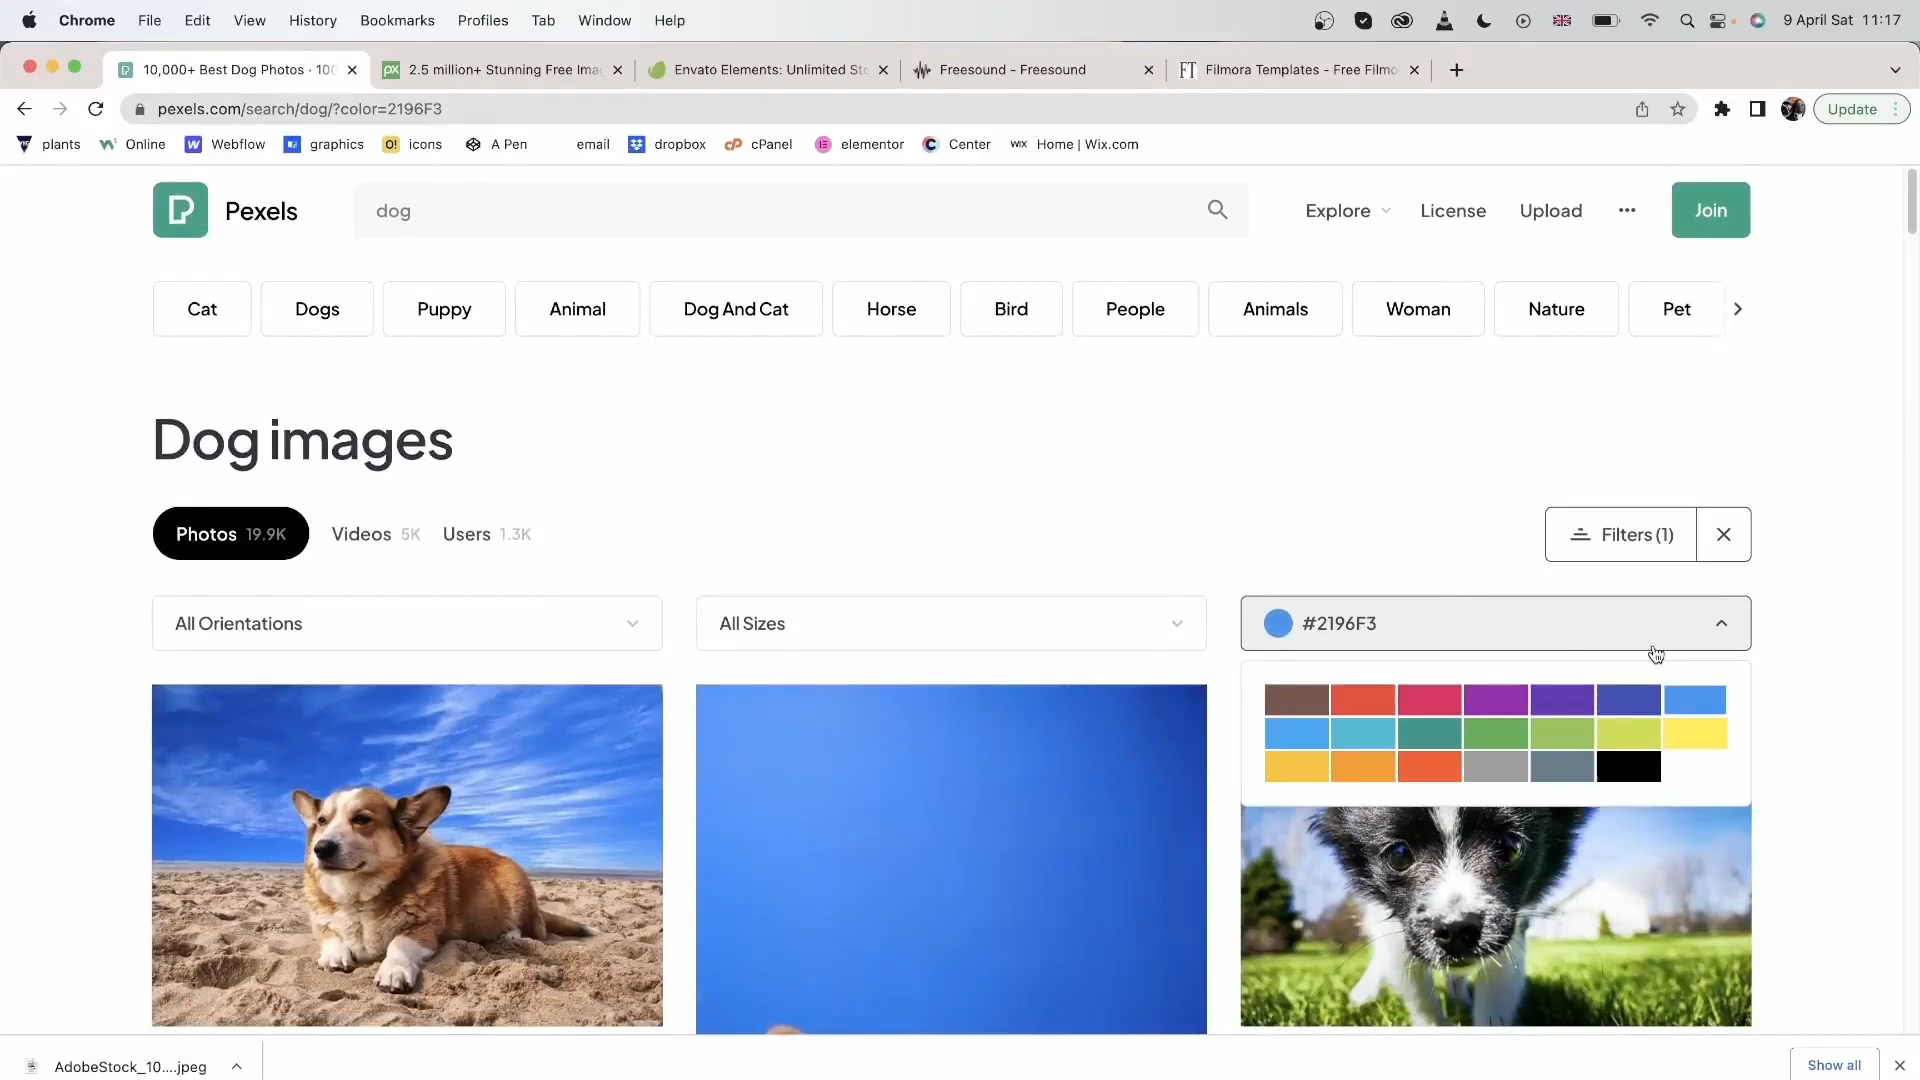 Chrome File Edit View History Bookmarks Profiles Tab Window Help 9 April Sat 11:17
10,000+ Best Dog Photos · 100 2.5 million+ Stunning Free Ima Envato Elements: Unlimited Sto Freesound - Freesound FT Filmora Templates - Free Filmo
pexels.com/search/dog/?color=2196F3 Update
plants Online Webflow graphics icons A Pen email dropbox cPanel elementor Center Home | Wix.com
Pexels dog Explore License Upload Join
Cat Dogs Puppy Animal Dog And Cat Horse Bird People Animals Woman Nature Pet
Dog images
Photos 19.9K Videos 5K Users 1.3K Filters (1)
All Orientations All Sizes #2196F3
AdobeStock_10....jpeg Show all